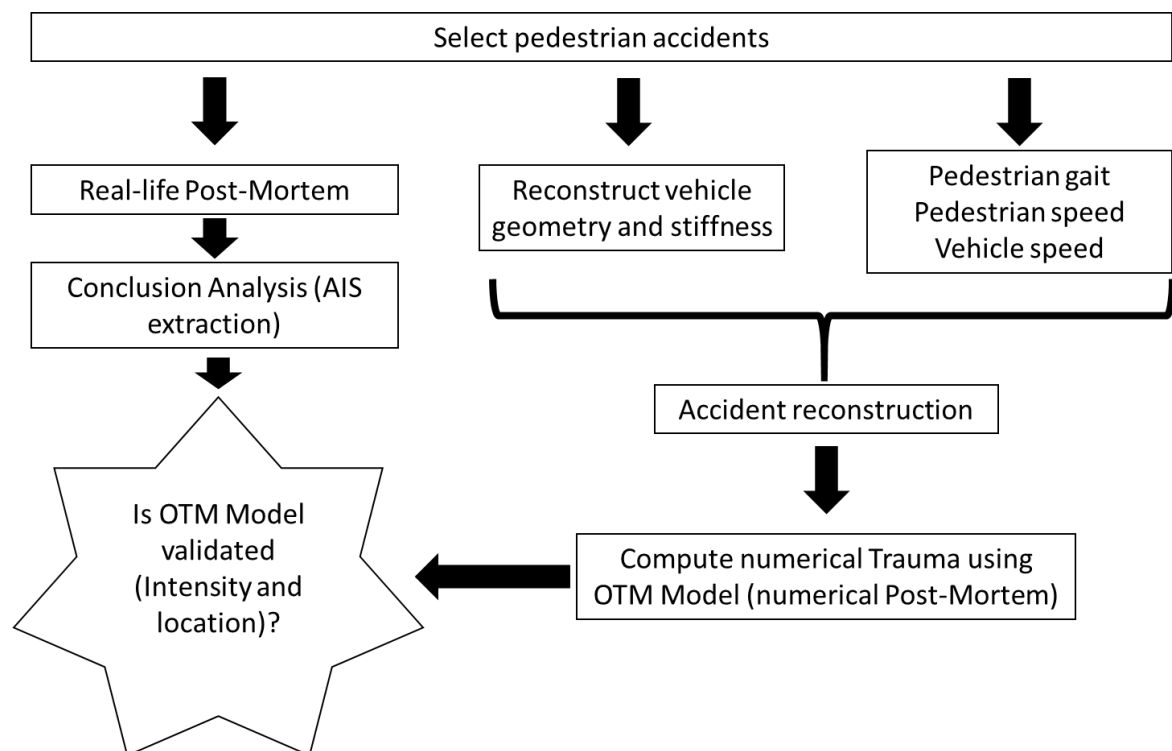 Select pedestrian accidents
Real-life Post-Mortem
Reconstruct vehicle
geometry and stiffness
Pedestrian gait
Pedestrian speed
Vehicle speed
Conclusion Analysis (AIS
extraction)
Accident reconstruction
Is OTM Model
validated
(Intensity and
location)?
Compute numerical Trauma using
OTM Model (numerical Post-Mortem)